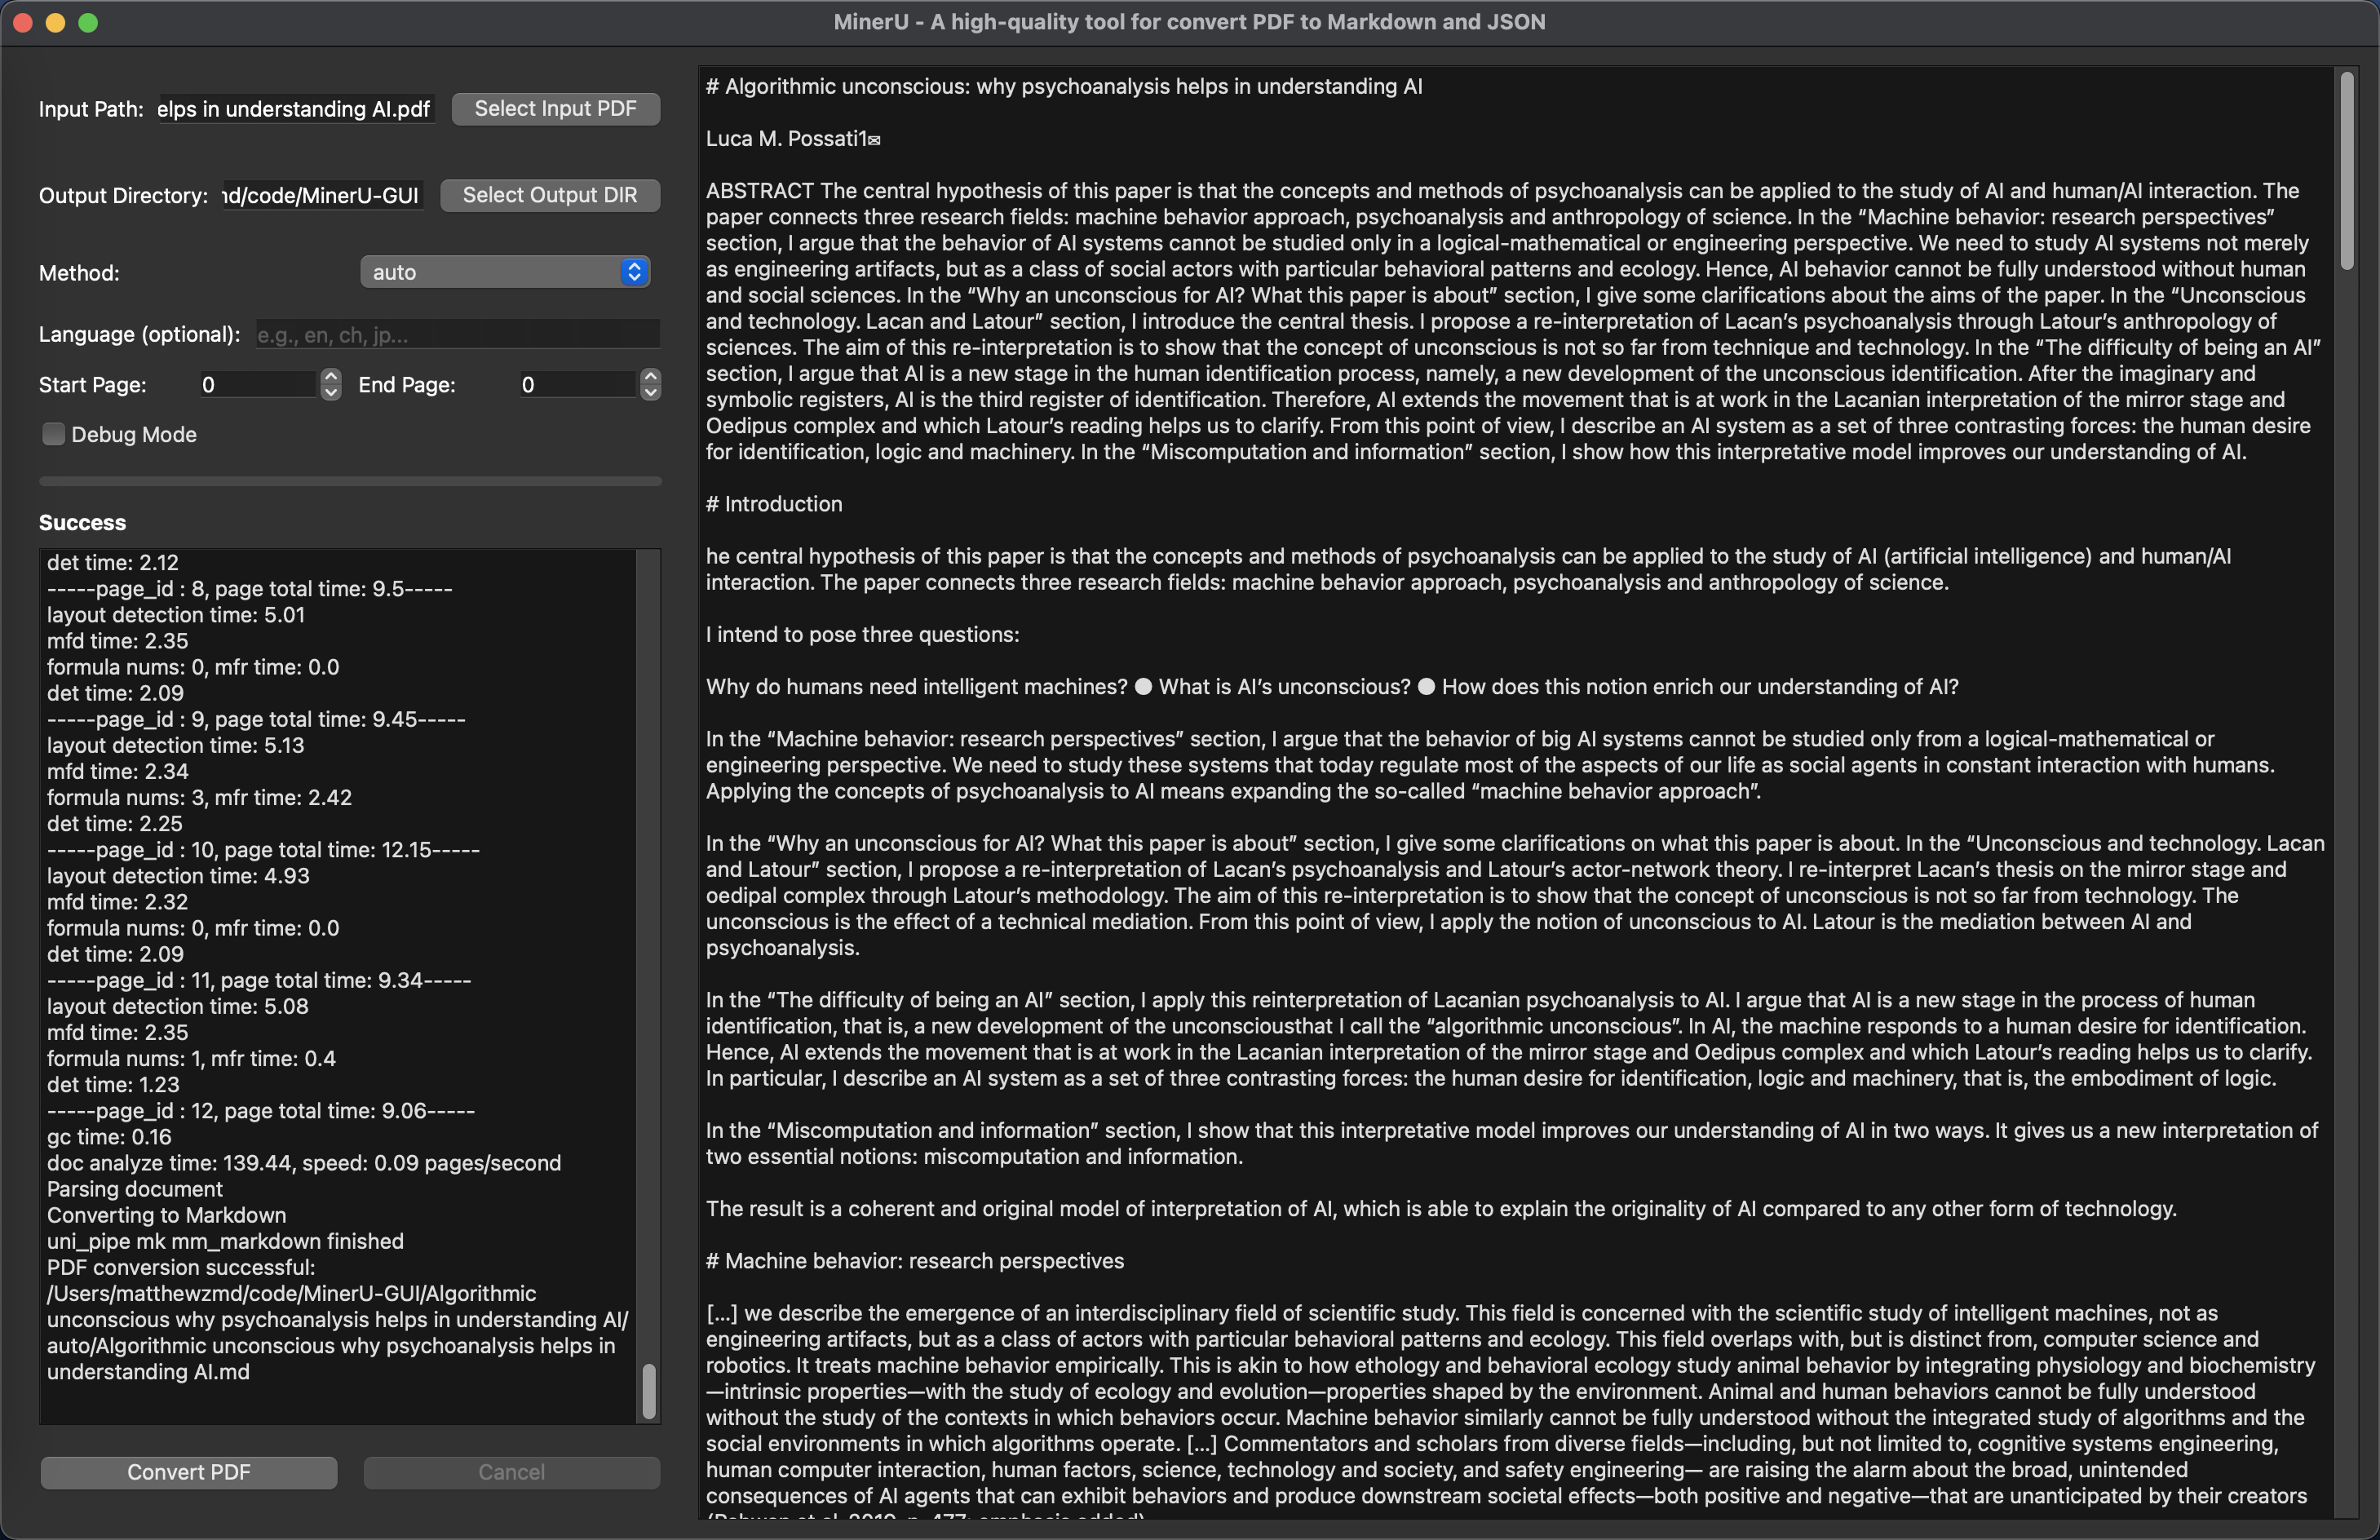 MinerU - A high-quality tool for convert PDF to Markdown and JSON
Input Path: elps in understanding AI.pdf Select Input PDF
Output Directory: nd/code/MinerU-GUI Select Output DIR
Method: auto
Language (optional): e.g., en, ch, jp...
Start Page: 0 End Page: 0
Debug Mode
Success
det time: 2.12
-----page_id : 8, page total time: 9.5-----
layout detection time: 5.01
mfd time: 2.35
formula nums: 0, mfr time: 0.0
det time: 2.09
-----page_id : 9, page total time: 9.45-----
layout detection time: 5.13
mfd time: 2.34
formula nums: 3, mfr time: 2.42
det time: 2.25
-----page_id : 10, page total time: 12.15-----
layout detection time: 4.93
mfd time: 2.32
formula nums: 0, mfr time: 0.0
det time: 2.09
-----page_id : 11, page total time: 9.34-----
layout detection time: 5.08
mfd time: 2.35
formula nums: 1, mfr time: 0.4
det time: 1.23
-----page_id : 12, page total time: 9.06-----
gc time: 0.16
doc analyze time: 139.44, speed: 0.09 pages/second
Parsing document
Converting to Markdown
uni_pipe mk mm_markdown finished
PDF conversion successful:
/Users/matthewzmd/code/MinerU-GUI/Algorithmic
unconscious why psychoanalysis helps in understanding AI/
auto/Algorithmic unconscious why psychoanalysis helps in
understanding AI.md
Convert PDF Cancel
# Algorithmic unconscious: why psychoanalysis helps in understanding AI
Luca M. Possati1✉
ABSTRACT The central hypothesis of this paper is that the concepts and methods of psychoanalysis can be applied to the study of AI and human/AI interaction. The
paper connects three research fields: machine behavior approach, psychoanalysis and anthropology of science. In the “Machine behavior: research perspectives”
section, I argue that the behavior of AI systems cannot be studied only in a logical-mathematical or engineering perspective. We need to study AI systems not merely
as engineering artifacts, but as a class of social actors with particular behavioral patterns and ecology. Hence, AI behavior cannot be fully understood without human
and social sciences. In the “Why an unconscious for AI? What this paper is about” section, I give some clarifications about the aims of the paper. In the “Unconscious
and technology. Lacan and Latour” section, I introduce the central thesis. I propose a re-interpretation of Lacan’s psychoanalysis through Latour’s anthropology of
sciences. The aim of this re-interpretation is to show that the concept of unconscious is not so far from technique and technology. In the “The difficulty of being an AI”
section, I argue that AI is a new stage in the human identification process, namely, a new development of the unconscious identification. After the imaginary and
symbolic registers, AI is the third register of identification. Therefore, AI extends the movement that is at work in the Lacanian interpretation of the mirror stage and
Oedipus complex and which Latour’s reading helps us to clarify. From this point of view, I describe an AI system as a set of three contrasting forces: the human desire
for identification, logic and machinery. In the “Miscomputation and information” section, I show how this interpretative model improves our understanding of AI.
# Introduction
he central hypothesis of this paper is that the concepts and methods of psychoanalysis can be applied to the study of AI (artificial intelligence) and human/AI
interaction. The paper connects three research fields: machine behavior approach, psychoanalysis and anthropology of science.
I intend to pose three questions:
Why do humans need intelligent machines? ● What is AI’s unconscious? ● How does this notion enrich our understanding of AI?
In the “Machine behavior: research perspectives” section, I argue that the behavior of big AI systems cannot be studied only from a logical-mathematical or
engineering perspective. We need to study these systems that today regulate most of the aspects of our life as social agents in constant interaction with humans.
Applying the concepts of psychoanalysis to AI means expanding the so-called “machine behavior approach”.
In the “Why an unconscious for AI? What this paper is about” section, I give some clarifications on what this paper is about. In the “Unconscious and technology. Lacan
and Latour” section, I propose a re-interpretation of Lacan’s psychoanalysis and Latour’s actor-network theory. I re-interpret Lacan’s thesis on the mirror stage and
oedipal complex through Latour’s methodology. The aim of this re-interpretation is to show that the concept of unconscious is not so far from technology. The
unconscious is the effect of a technical mediation. From this point of view, I apply the notion of unconscious to AI. Latour is the mediation between AI and
psychoanalysis.
In the “The difficulty of being an AI” section, I apply this reinterpretation of Lacanian psychoanalysis to AI. I argue that AI is a new stage in the process of human
identification, that is, a new development of the unconsciousthat I call the “algorithmic unconscious”. In AI, the machine responds to a human desire for identification.
Hence, AI extends the movement that is at work in the Lacanian interpretation of the mirror stage and Oedipus complex and which Latour’s reading helps us to clarify.
In particular, I describe an AI system as a set of three contrasting forces: the human desire for identification, logic and machinery, that is, the embodiment of logic.
In the “Miscomputation and information” section, I show that this interpretative model improves our understanding of AI in two ways. It gives us a new interpretation of
two essential notions: miscomputation and information.
The result is a coherent and original model of interpretation of AI, which is able to explain the originality of AI compared to any other form of technology.
# Machine behavior: research perspectives
[...] we describe the emergence of an interdisciplinary field of scientific study. This field is concerned with the scientific study of intelligent machines, not as
engineering artifacts, but as a class of actors with particular behavioral patterns and ecology. This field overlaps with, but is distinct from, computer science and
robotics. It treats machine behavior empirically. This is akin to how ethology and behavioral ecology study animal behavior by integrating physiology and biochemistry
—intrinsic properties—with the study of ecology and evolution—properties shaped by the environment. Animal and human behaviors cannot be fully understood
without the study of the contexts in which behaviors occur. Machine behavior similarly cannot be fully understood without the integrated study of algorithms and the
social environments in which algorithms operate. [...] Commentators and scholars from diverse fields—including, but not limited to, cognitive systems engineering,
human computer interaction, human factors, science, technology and society, and safety engineering— are raising the alarm about the broad, unintended
consequences of AI agents that can exhibit behaviors and produce downstream societal effects—both positive and negative—that are unanticipated by their creators